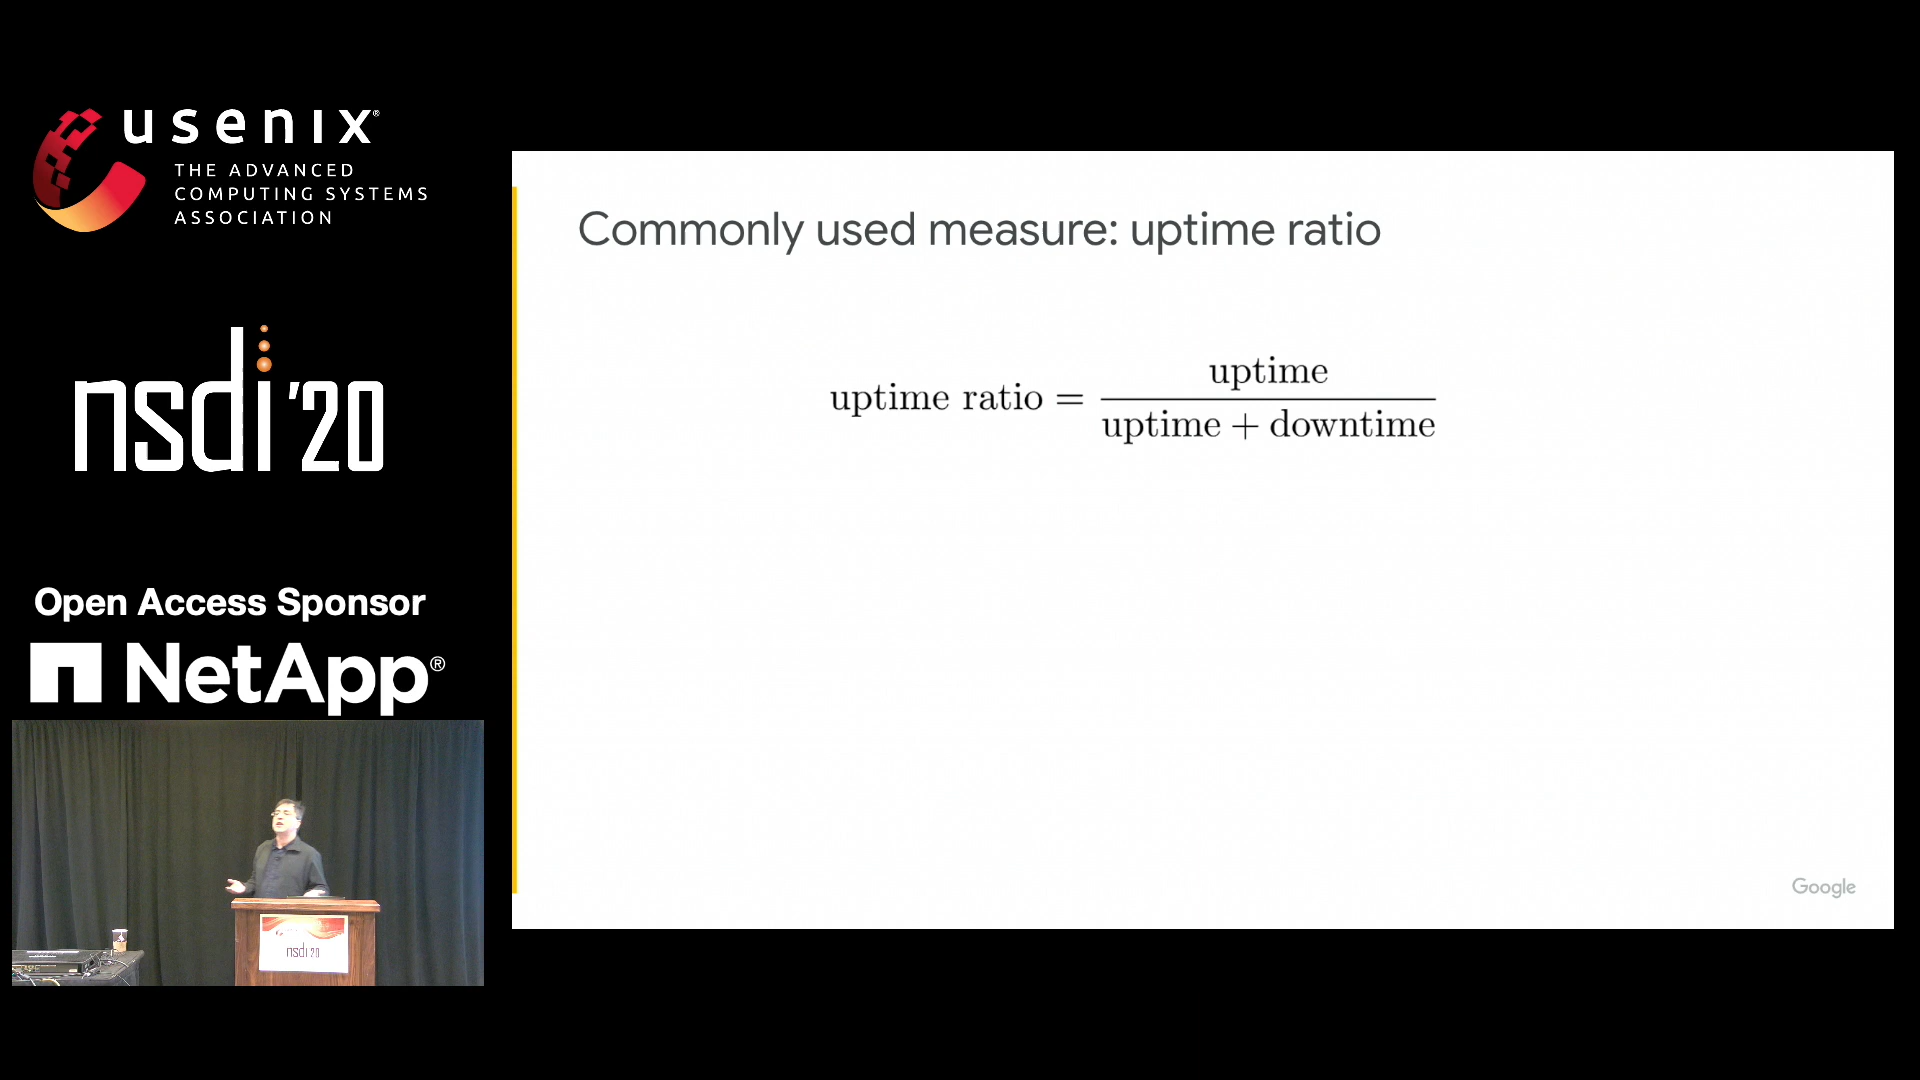 usenix®
THE ADVANCED
COMPUTING SYSTEMS
ASSOCIATION
nsdi '20
Open Access Sponsor
NetApp®
nsdi 20
Commonly used measure: uptime ratio
uptime ratio = uptime / (uptime + downtime)
Google